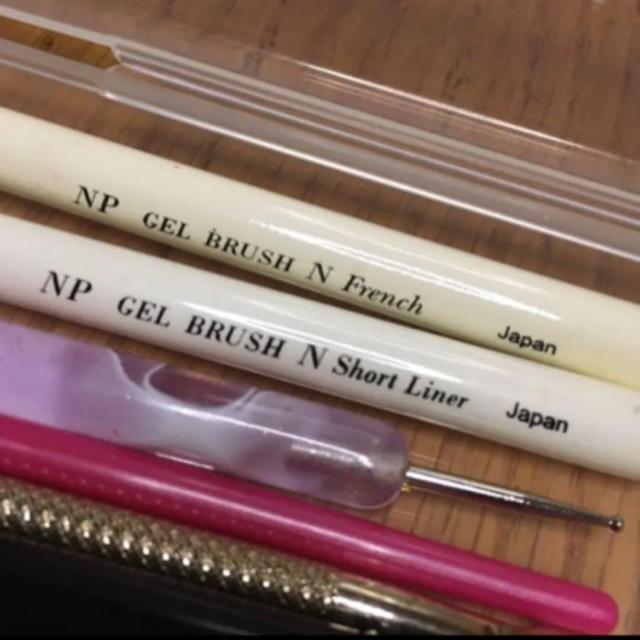 NP GEL BRUSH N French Japan
NP GEL BRUSH N Short Liner Japan